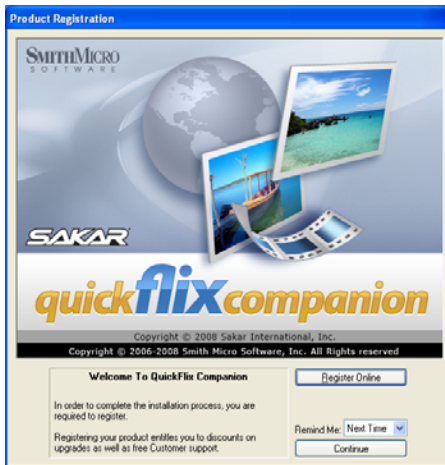 Product Registration
SMITHMICRO
SOFTWARE
SAKAR
quickflixcompanion
Copyright © 2008 Sakar International, Inc.
Copyright © 2006-2008 Smith Micro Software, Inc. All Rights reserved
Welcome To QuickFlix Companion
In order to complete the installation process, you are
required to register.
Registering your product entitles you to discounts on
upgrades as well as free Customer support.
Register Online
Remind Me: Next Time
Continue